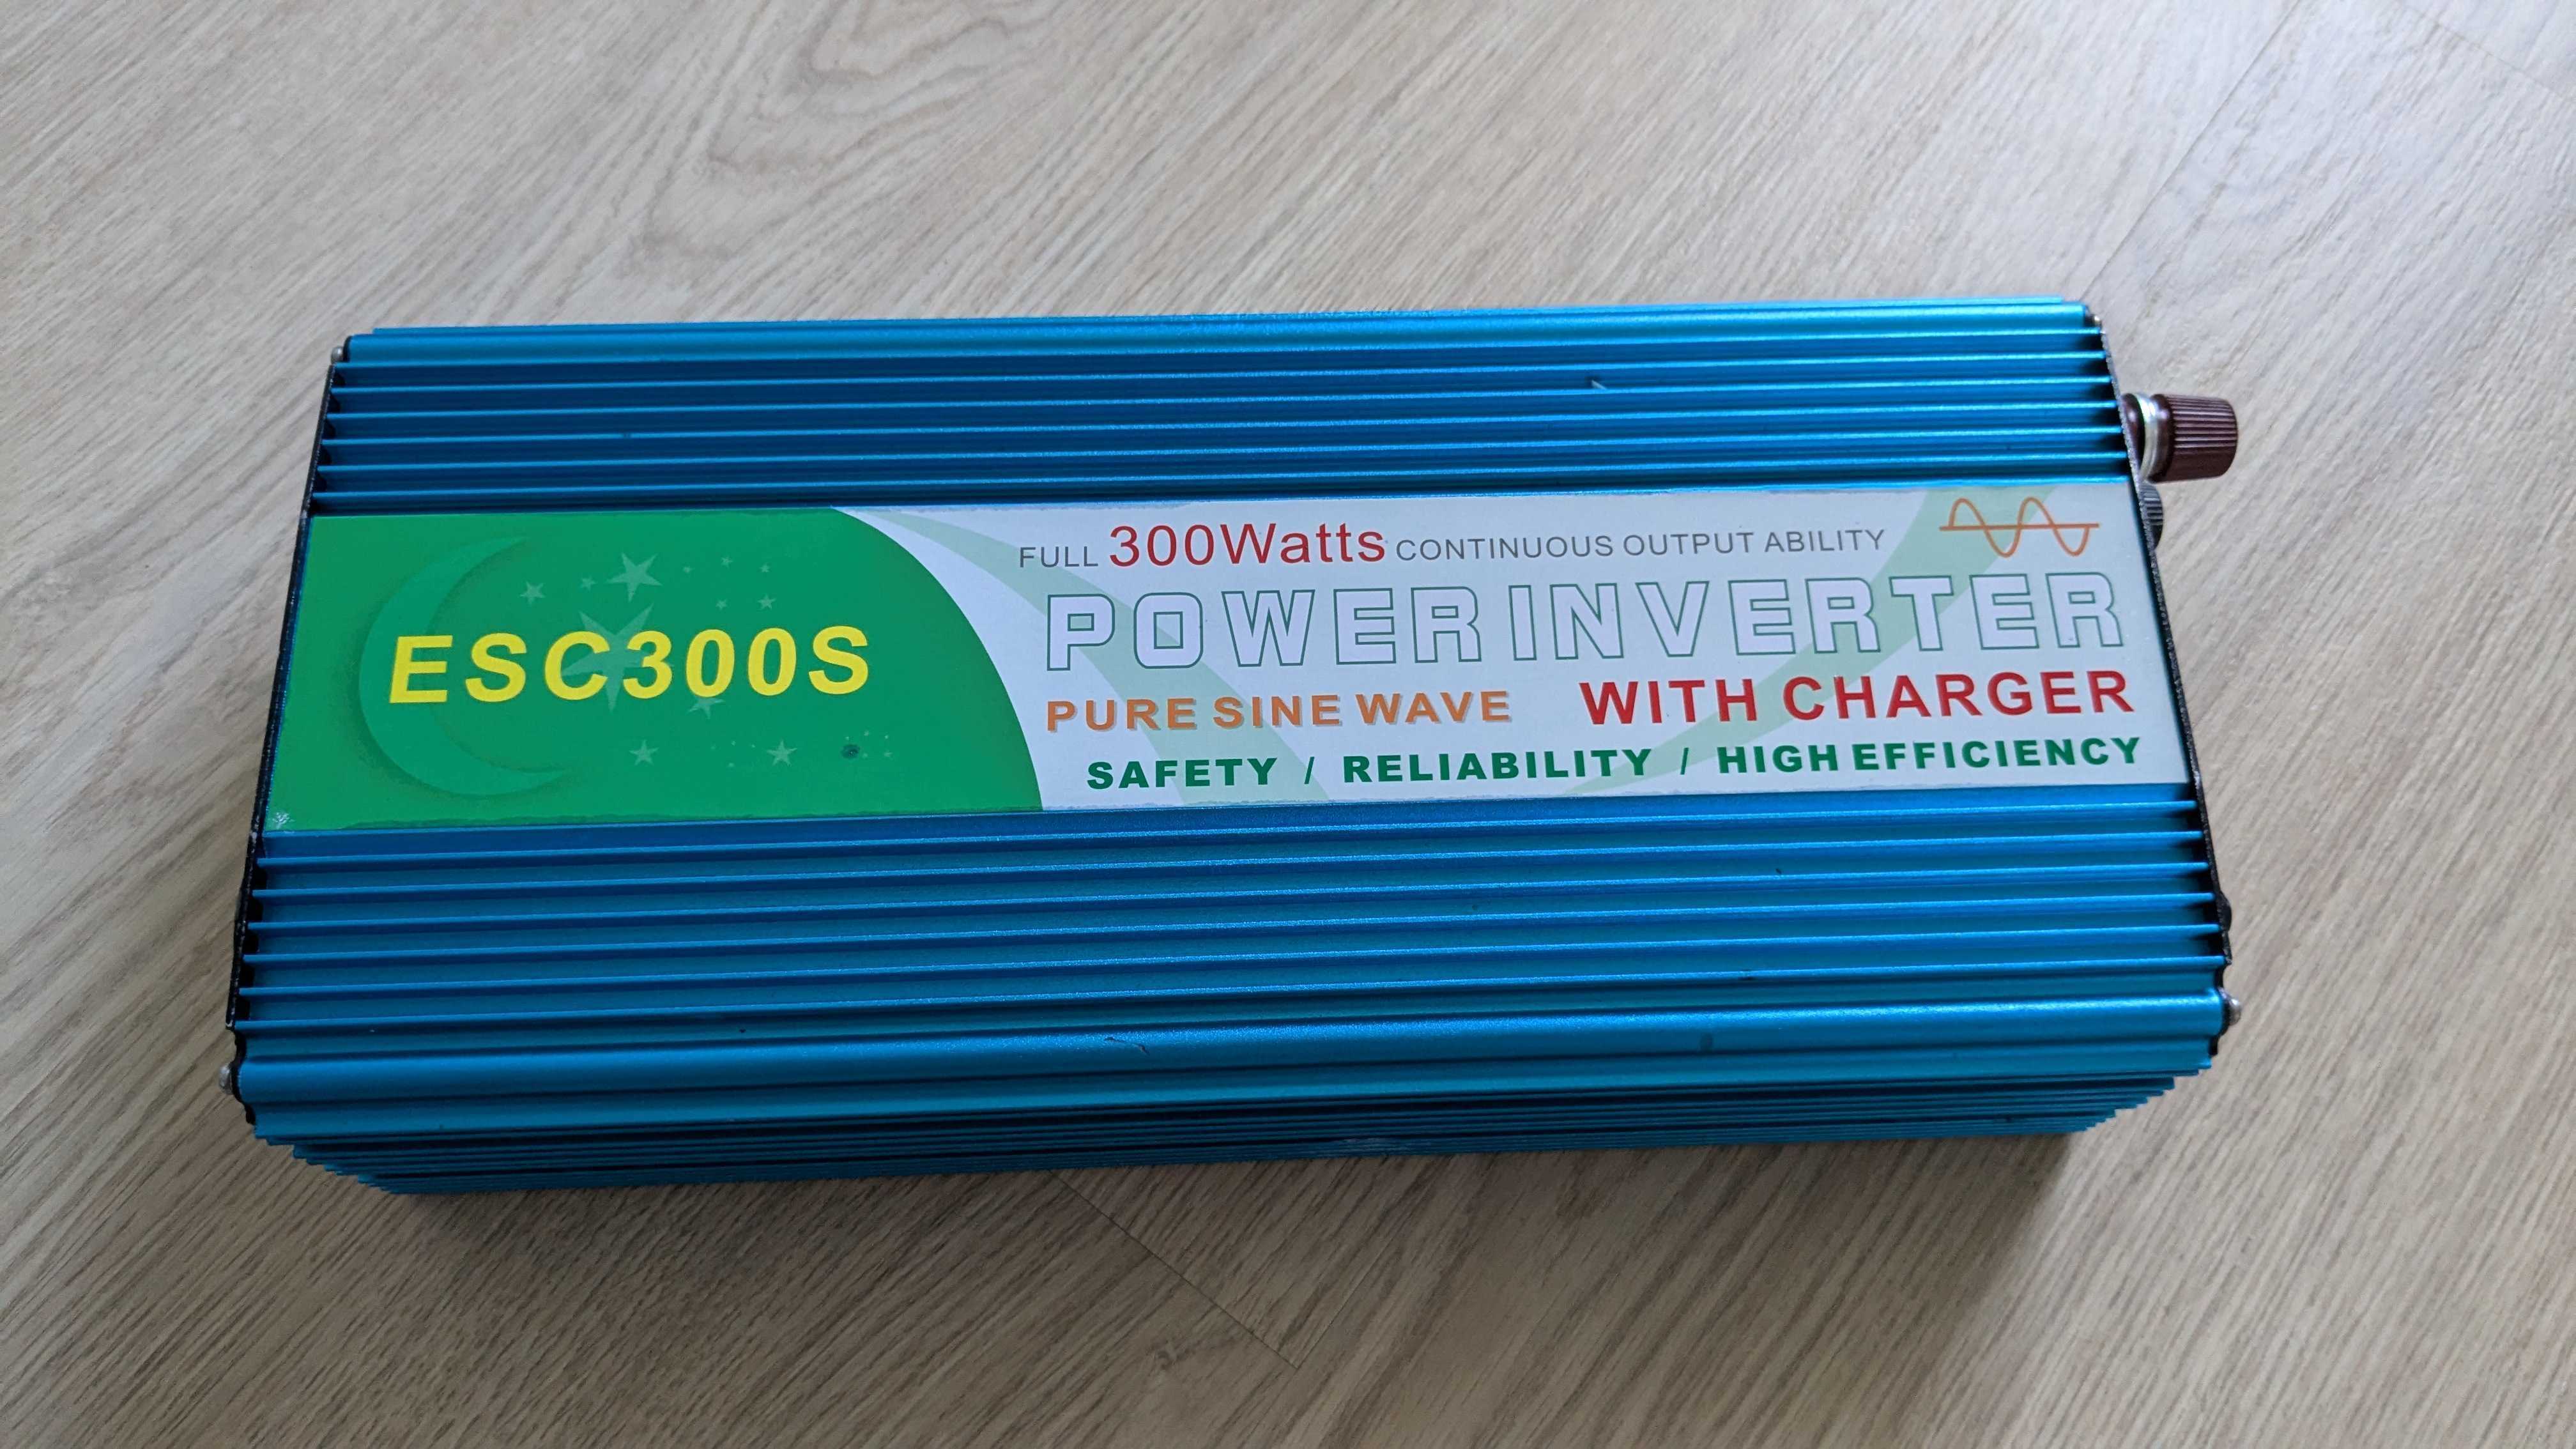 ESC300S
FULL 300Watts CONTINUOUS OUTPUT ABILITY
POWER INVERTER
PURE SINE WAVE WITH CHARGER
SAFETY / RELIABILITY / HIGH EFFICIENCY